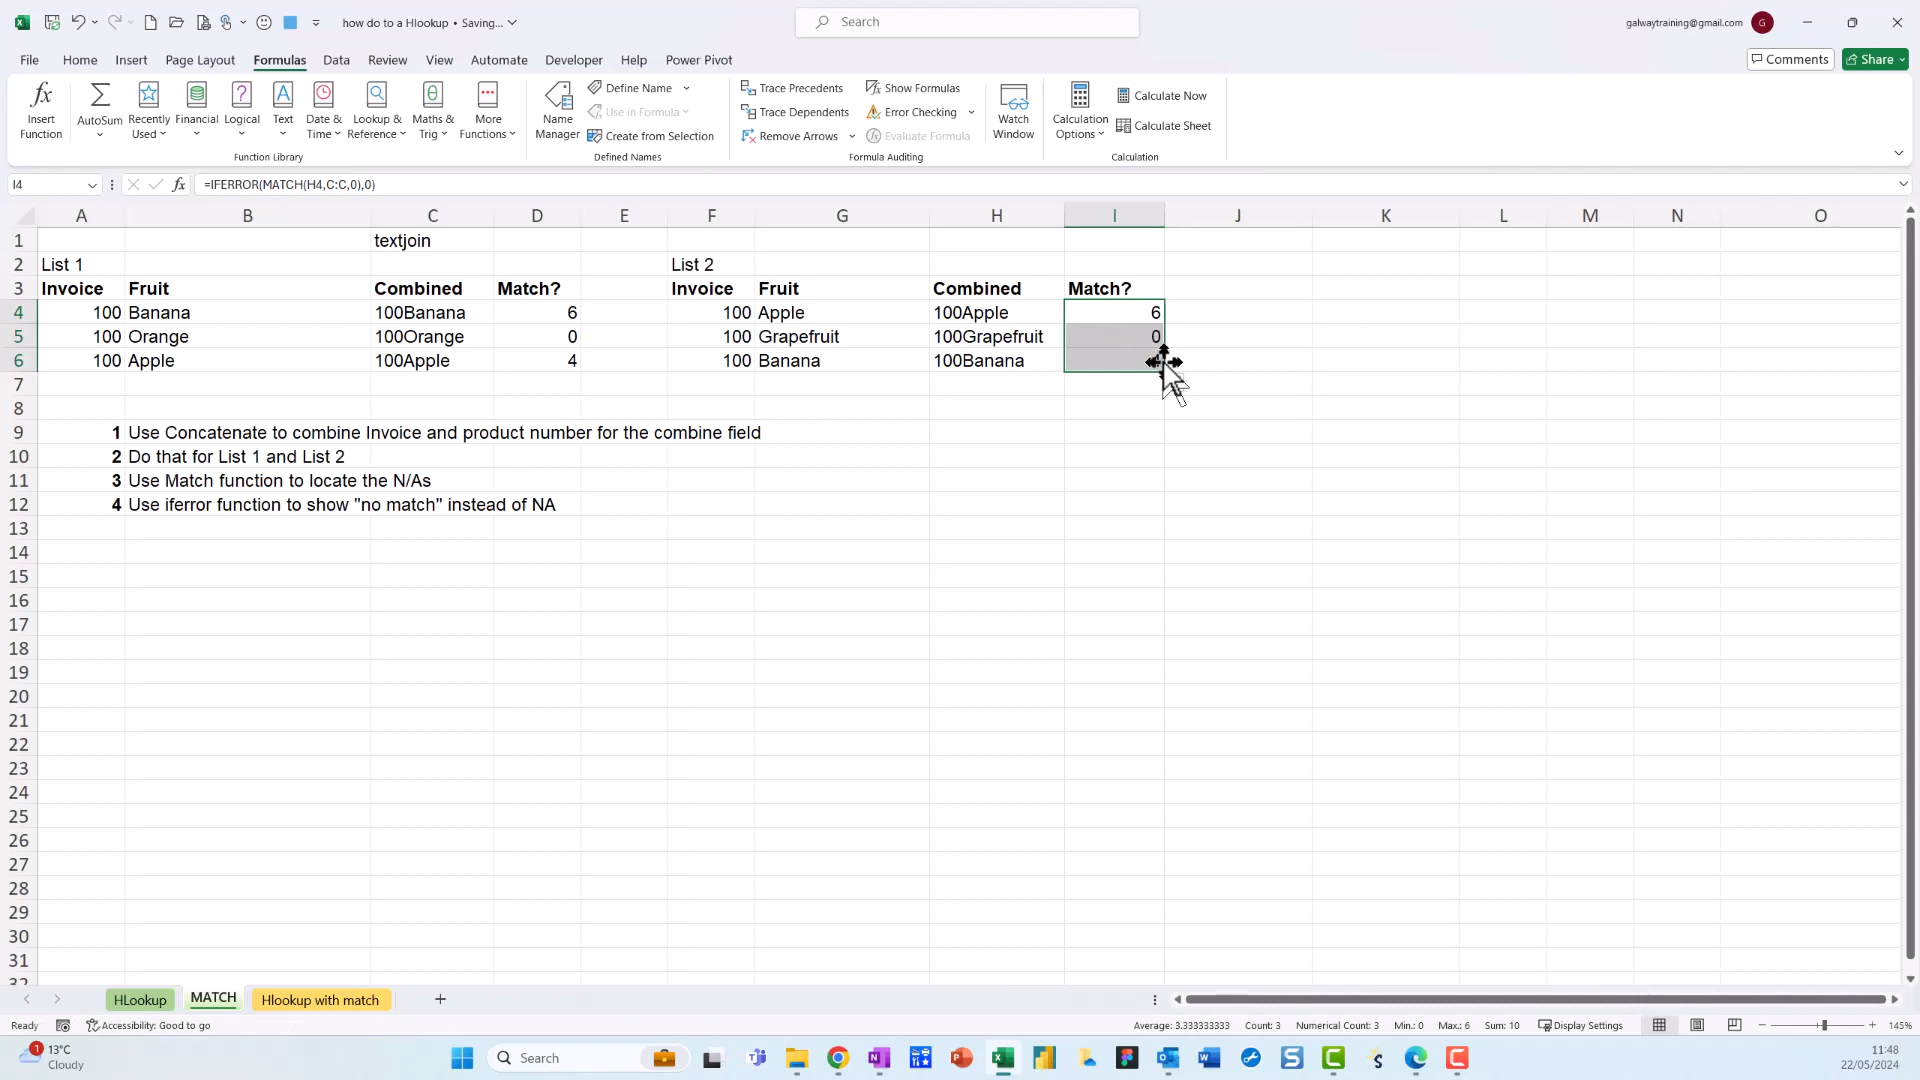 how do to a Hlookup • Saving...
Search
galwaytraining@gmail.com
G
File Home Insert Page Layout Formulas Data Review View Automate Developer Help Power Pivot
Comments
Share
Insert Function
AutoSum
Recently Used
Financial
Logical
Text
Date & Time
Lookup & Reference
Maths & Trig
More Functions
Function Library
Name Manager
Define Name
Use in Formula
Create from Selection
Defined Names
Trace Precedents
Trace Dependents
Remove Arrows
Show Formulas
Error Checking
Evaluate Formula
Formula Auditing
Watch Window
Calculation Options
Calculate Now
Calculate Sheet
Calculation
I4
fx =IFERROR(MATCH(H4,C:C,0),0)
A B C D E F G H I J K L M N O
1 textjoin
2 List 1 List 2
3 Invoice Fruit Combined Match? Invoice Fruit Combined Match?
4 100 Banana 100Banana 6 100 Apple 100Apple 6
5 100 Orange 100Orange 0 100 Grapefruit 100Grapefruit 0
6 100 Apple 100Apple 4 100 Banana 100Banana
7
8
9 1 Use Concatenate to combine Invoice and product number for the combine field
10 2 Do that for List 1 and List 2
11 3 Use Match function to locate the N/As
12 4 Use iferror function to show "no match" instead of NA
13
14
15
16
17
18
19
20
21
22
23
24
25
26
27
28
29
30
31
32
HLookup MATCH Hlookup with match
Ready Accessibility: Good to go Average: 3.333333333 Count: 3 Numerical Count: 3 Min.: 0 Max.: 6 Sum: 10 Display Settings 145%
1
13°C
Cloudy
Search
11:48
22/05/2024